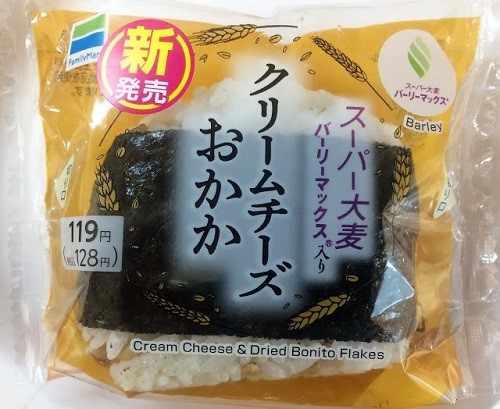 FamilyMart
新
発売
スーパー大麦
バーリーマックス®
Barley
スーパー大麦
バーリーマックス®入り
クリームチーズ
おかか
119円
(税込128円)
Cream Cheese & Dried Bonito Flakes